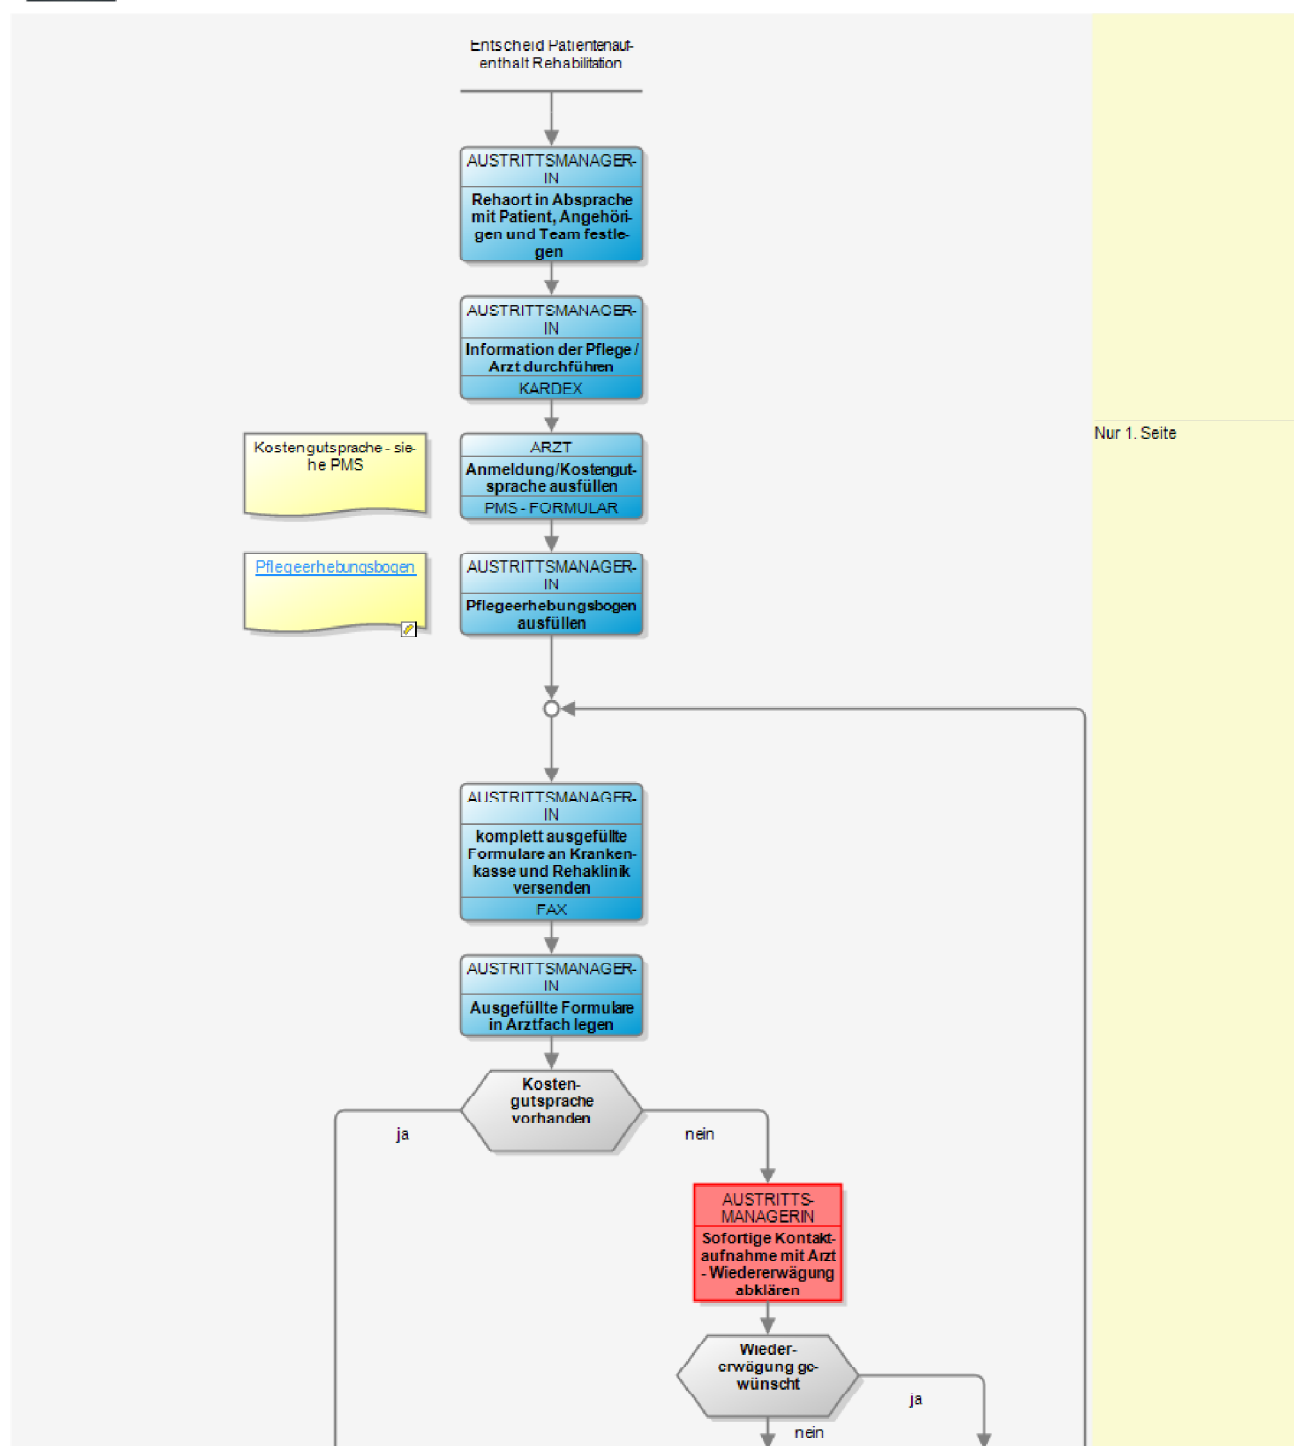 Entscheid Patientenauf-
enthalt Rehabilitation
AUSTRITTSMANAGER-
IN
Rehaort in Absprache
mit Patient, Angehöri-
gen und Team festle-
gen
AUSTRITTSMANAGER-
IN
Information der Pflege /
Arzt durchführen
KARDEX
Nur 1. Seite
Kostengutsprache - sie-
he PMS
ARZT
Anmeldung/Kostengut-
sprache ausfüllen
PMS - FORMULAR
Pflegeerhebungsbogen
AUSTRITTSMANAGER-
IN
Pflegeerhebungsbogen
ausfüllen
AUSTRITTSMANAGER-
IN
komplett ausgefüllte
Formulare an Kranken-
kasse und Rehaklinik
versenden
FAX
AUSTRITTSMANAGER-
IN
Ausgefüllte Formulare
in Arztfach legen
Kosten-
gutsprache
vorhanden
ja
nein
AUSTRITTS-
MANAGERIN
Sofortige Kontakt-
aufnahme mit Arzt
- Wiedererwägung
abklären
Wieder-
erwägung ge-
wünscht
ja
nein